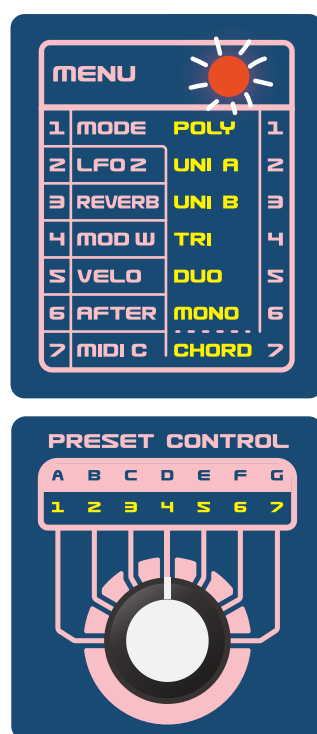 MENU
1 MODE POLY 1
2 LFO 2 UNI A 2
3 REVERB UNI B 3
4 MOD W TRI 4
5 VELO DUO 5
6 AFTER MONO 6
7 MIDI C CHORD 7
PRESET CONTROL
A B C D E F G
1 2 3 4 5 6 7